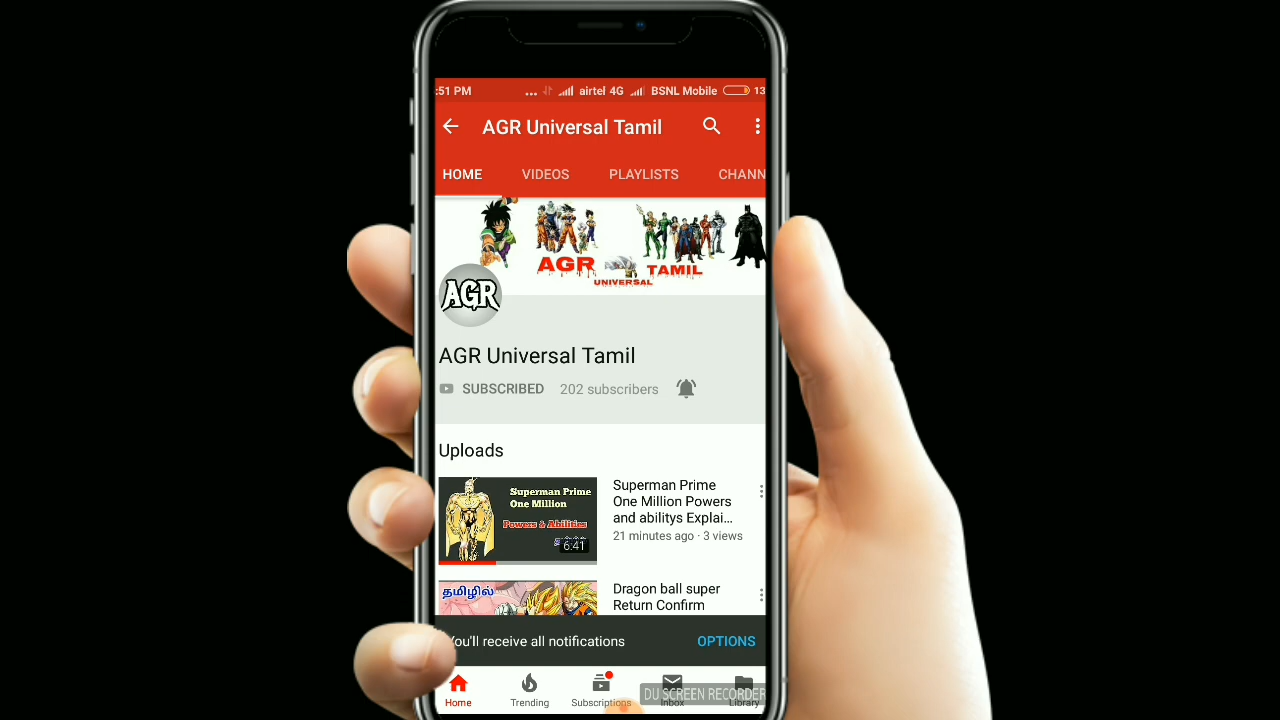 :51 PM ... airtel 4G BSNL Mobile 13
AGR Universal Tamil
HOME VIDEOS PLAYLISTS CHANN
AGR UNIVERSAL TAMIL
AGR
AGR Universal Tamil
SUBSCRIBED 202 subscribers
Uploads
Superman Prime
One Million
Powers & Abilities
6:41
Superman Prime
One Million Powers
and abilitys Explai...
21 minutes ago · 3 views
தமிழில்
Dragon ball super
Return Confirm
You'll receive all notifications OPTIONS
Home Trending Subscriptions Inbox Library
DU SCREEN RECORDER